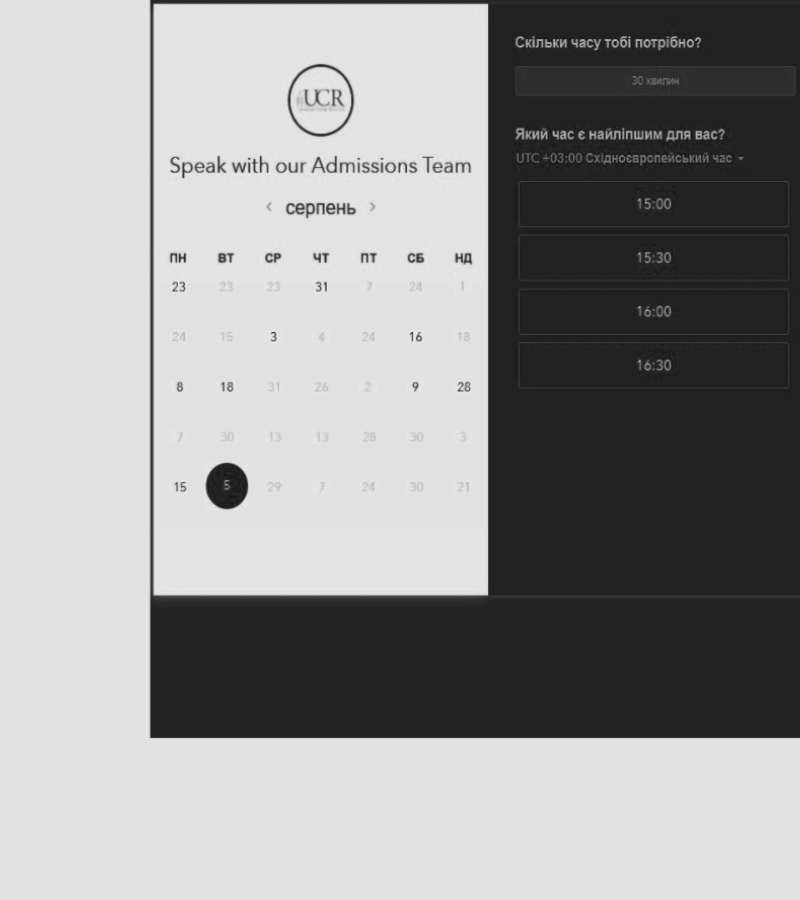 UCR
Speak with our Admissions Team
< серпень >
ПН ВТ СР ЧТ ПТ СБ НД
23 23 23 31 7 24 1
24 15 3 4 24 16 18
8 18 31 26 2 9 28
7 30 13 13 28 30 3
15 5 29 7 24 30 21
Скільки часу тобі потрібно?
30 хвилин
Який час є найліпшим для вас?
UTC +03:00 Східноєвропейський час
15:00
15:30
16:00
16:30